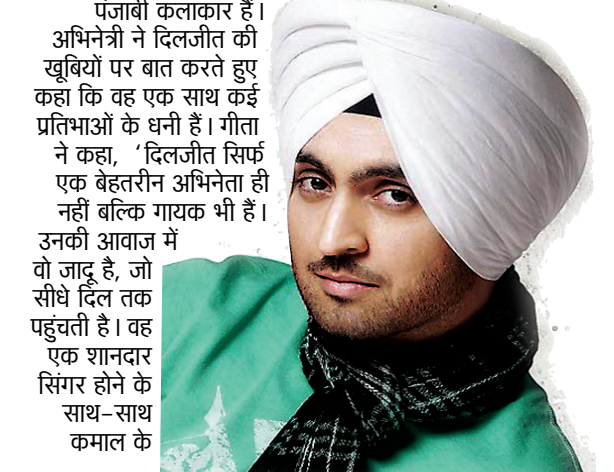 पंजाबी कलाकार हैं।
अभिनेत्री ने दिलजीत की
खूबियों पर बात करते हुए
कहा कि वह एक साथ कई
प्रतिभाओं के धनी हैं। गीता
ने कहा, ‘दिलजीत सिर्फ
एक बेहतरीन अभिनेता ही
नहीं बल्कि गायक भी हैं।
उनकी आवाज में
वो जादू है, जो
सीधे दिल तक
पहुंचती है। वह
एक शानदार
सिंगर होने के
साथ-साथ
कमाल के